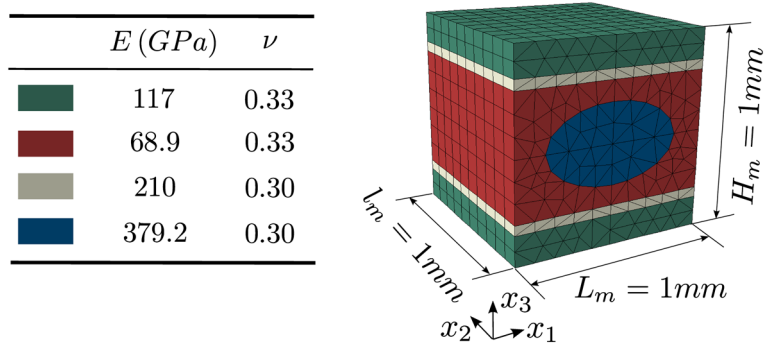 E (GPa) ν
117 0.33
68.9 0.33
210 0.30
379.2 0.30
H_m = 1mm
l_m = 1mm
L_m = 1mm
x_3
x_2
x_1